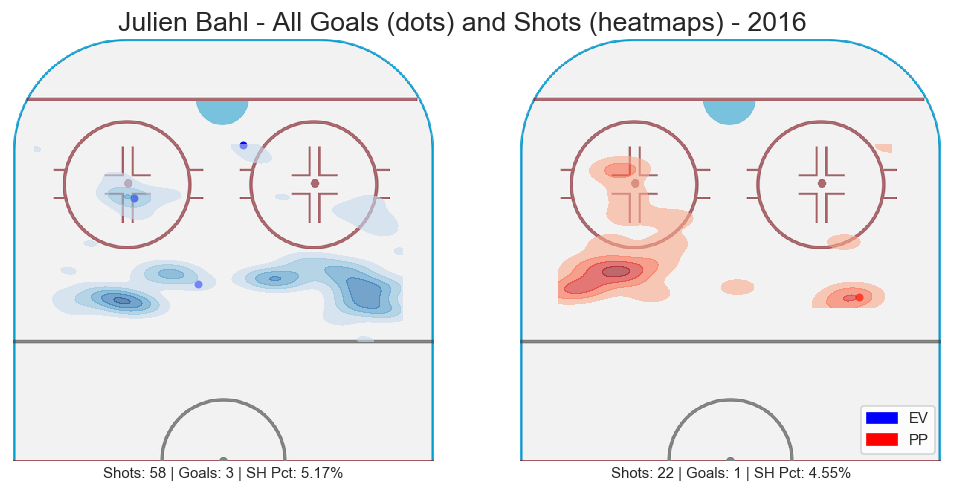 Julien Bahl - All Goals (dots) and Shots (heatmaps) - 2016
EV
PP
Shots: 58 | Goals: 3 | SH Pct: 5.17%
Shots: 22 | Goals: 1 | SH Pct: 4.55%